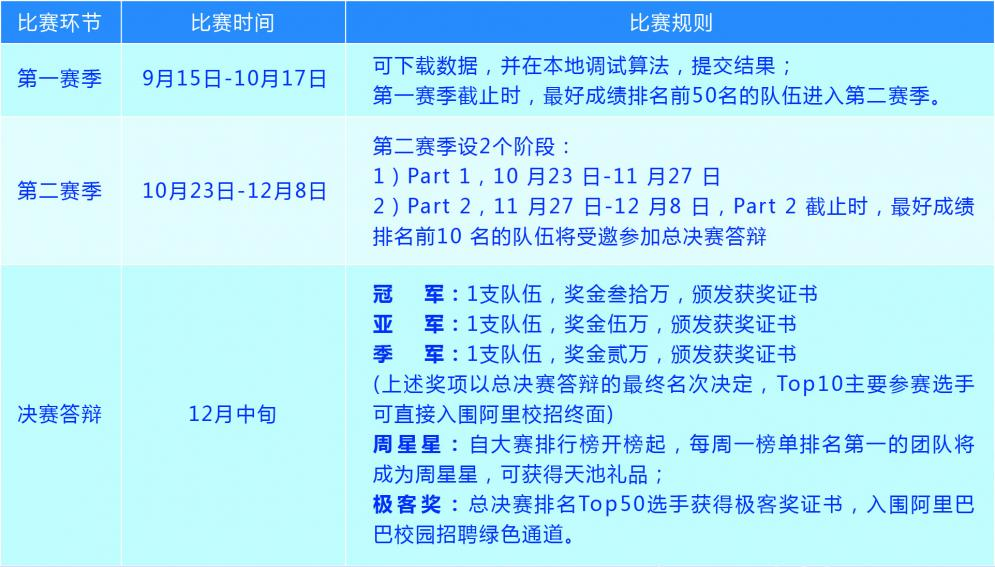 比赛环节 比赛时间 比赛规则
第一赛季 9月15日-10月17日
可下载数据，并在本地调试算法，提交结果；
第一赛季截止时，最好成绩排名前50名的队伍进入第二赛季。
第二赛季 10月23日-12月8日
第二赛季设2个阶段：
1）Part 1，10 月23 日-11 月27 日
2）Part 2，11 月27 日-12 月8 日，Part 2 截止时，最好成绩
排名前10 名的队伍将受邀参加总决赛答辩
决赛答辩 12月中旬
冠 军：1支队伍，奖金叁拾万，颁发获奖证书
亚 军：1支队伍，奖金伍万，颁发获奖证书
季 军：1支队伍，奖金贰万，颁发获奖证书
(上述奖项以总决赛答辩的最终名次决定，Top10主要参赛选手
可直接入围阿里校招终面)
周星星：自大赛排行榜开榜起，每周一榜单排名第一的团队将
成为周星星，可获得天池礼品；
极客奖：总决赛排名Top50选手获得极客奖证书，入围阿里巴
巴校园招聘绿色通道。